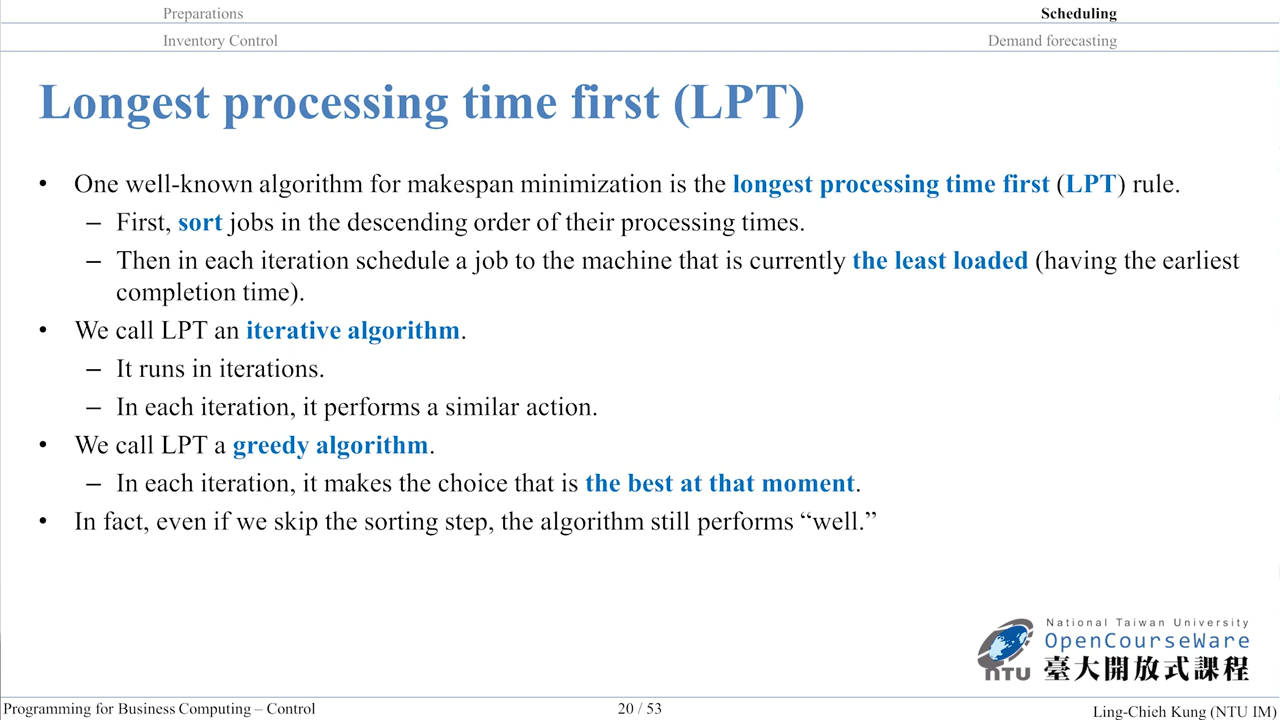 Preparations
Scheduling
Inventory Control
Demand forecasting
Longest processing time first (LPT)
• One well-known algorithm for makespan minimization is the longest processing time first (LPT) rule.
– First, sort jobs in the descending order of their processing times.
– Then in each iteration schedule a job to the machine that is currently the least loaded (having the earliest
completion time).
• We call LPT an iterative algorithm.
– It runs in iterations.
– In each iteration, it performs a similar action.
• We call LPT a greedy algorithm.
– In each iteration, it makes the choice that is the best at that moment.
• In fact, even if we skip the sorting step, the algorithm still performs “well.”
National Taiwan University
OpenCourseWare
臺大開放式課程
NTU
Programming for Business Computing – Control
20 / 53
Ling-Chieh Kung (NTU IM)